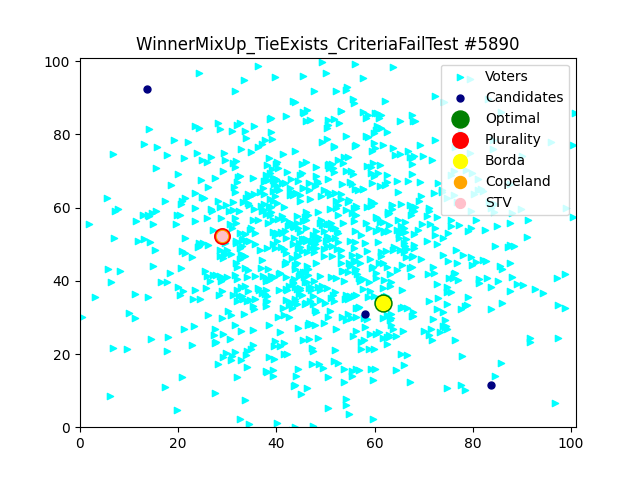 WinnerMixUp_TieExists_CriteriaFailTest #5890
Voters
Candidates
Optimal
Plurality
Borda
Copeland
STV
100
80
60
40
20
0
0 20 40 60 80 100